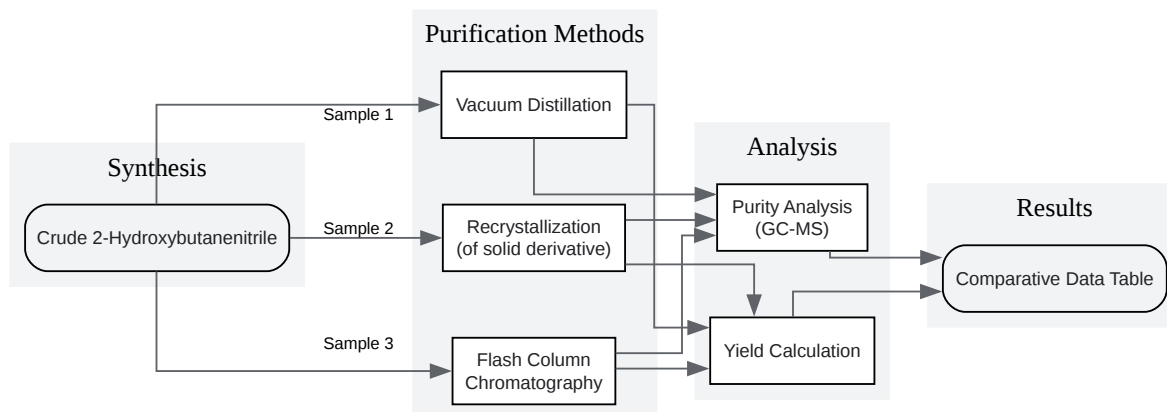 Purification Methods
Vacuum Distillation
Sample 1
Synthesis
Analysis
Crude 2-Hydroxybutanenitrile
Sample 2
Recrystallization
(of solid derivative)
Purity Analysis
(GC-MS)
Results
Comparative Data Table
Sample 3
Flash Column
Chromatography
Yield Calculation